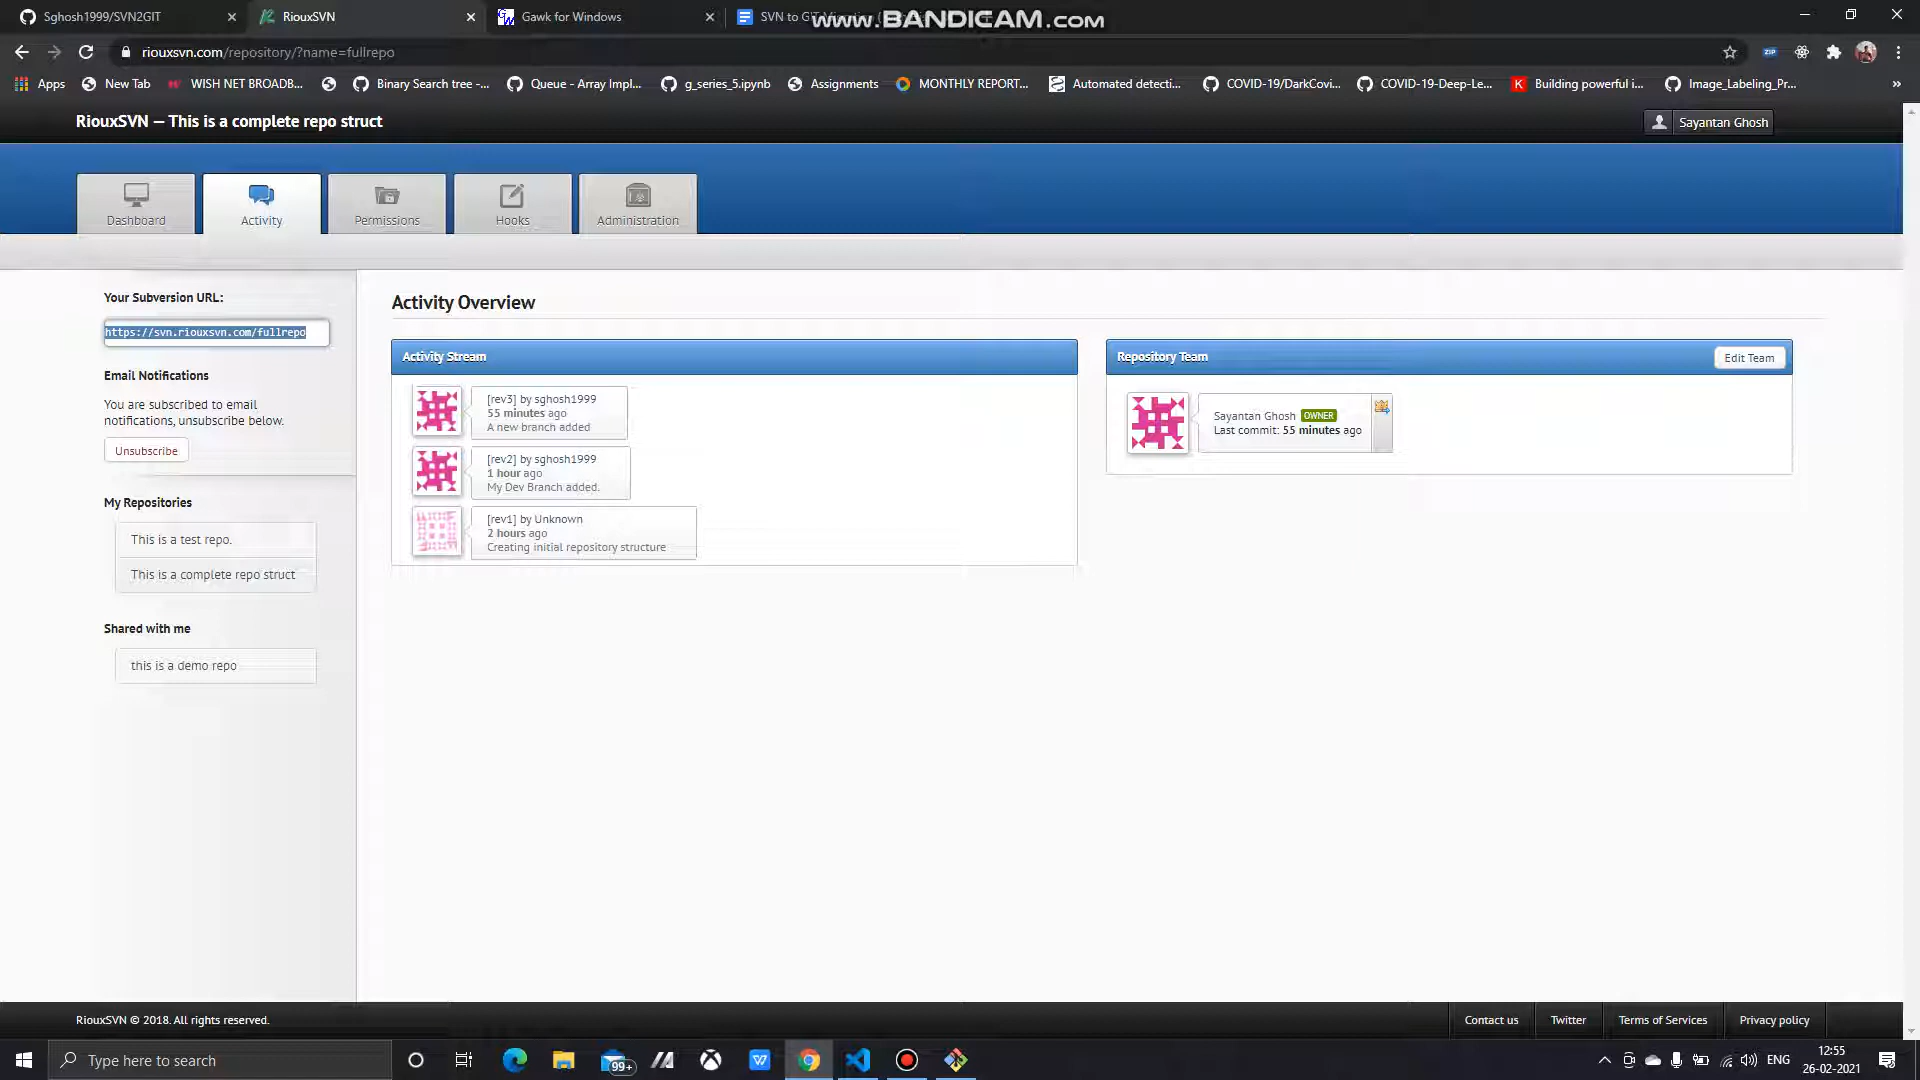 Sghosh1999/SVN2GIT
RiouxSVN
Gawk for Windows
SVN to GIT
www.BANDICAM.com
riouxsvn.com/repository/?name=fullrepo
Apps
New Tab
WISH NET BROADB...
Binary Search tree -...
Queue - Array Impl...
g_series_5.ipynb
Assignments
MONTHLY REPORT...
Automated detecti...
COVID-19/DarkCovi...
COVID-19-Deep-Le...
Building powerful i...
Image_Labeling_Pr...
RiouxSVN — This is a complete repo struct
Sayantan Ghosh
Dashboard
Activity
Permissions
Hooks
Administration
Your Subversion URL:
https://svn.riouxsvn.com/fullrepo
Email Notifications
You are subscribed to email
notifications, unsubscribe below.
Unsubscribe
My Repositories
This is a test repo.
This is a complete repo struct
Shared with me
this is a demo repo
Activity Overview
Activity Stream
[rev3] by sghosh1999
55 minutes ago
A new branch added
[rev2] by sghosh1999
1 hour ago
My Dev Branch added.
[rev1] by Unknown
2 hours ago
Creating initial repository structure
Repository Team
Edit Team
Sayantan Ghosh OWNER
Last commit: 55 minutes ago
RiouxSVN © 2018. All rights reserved.
Contact us
Twitter
Terms of Services
Privacy policy
Type here to search
99+
ENG
12:55
26-02-2021